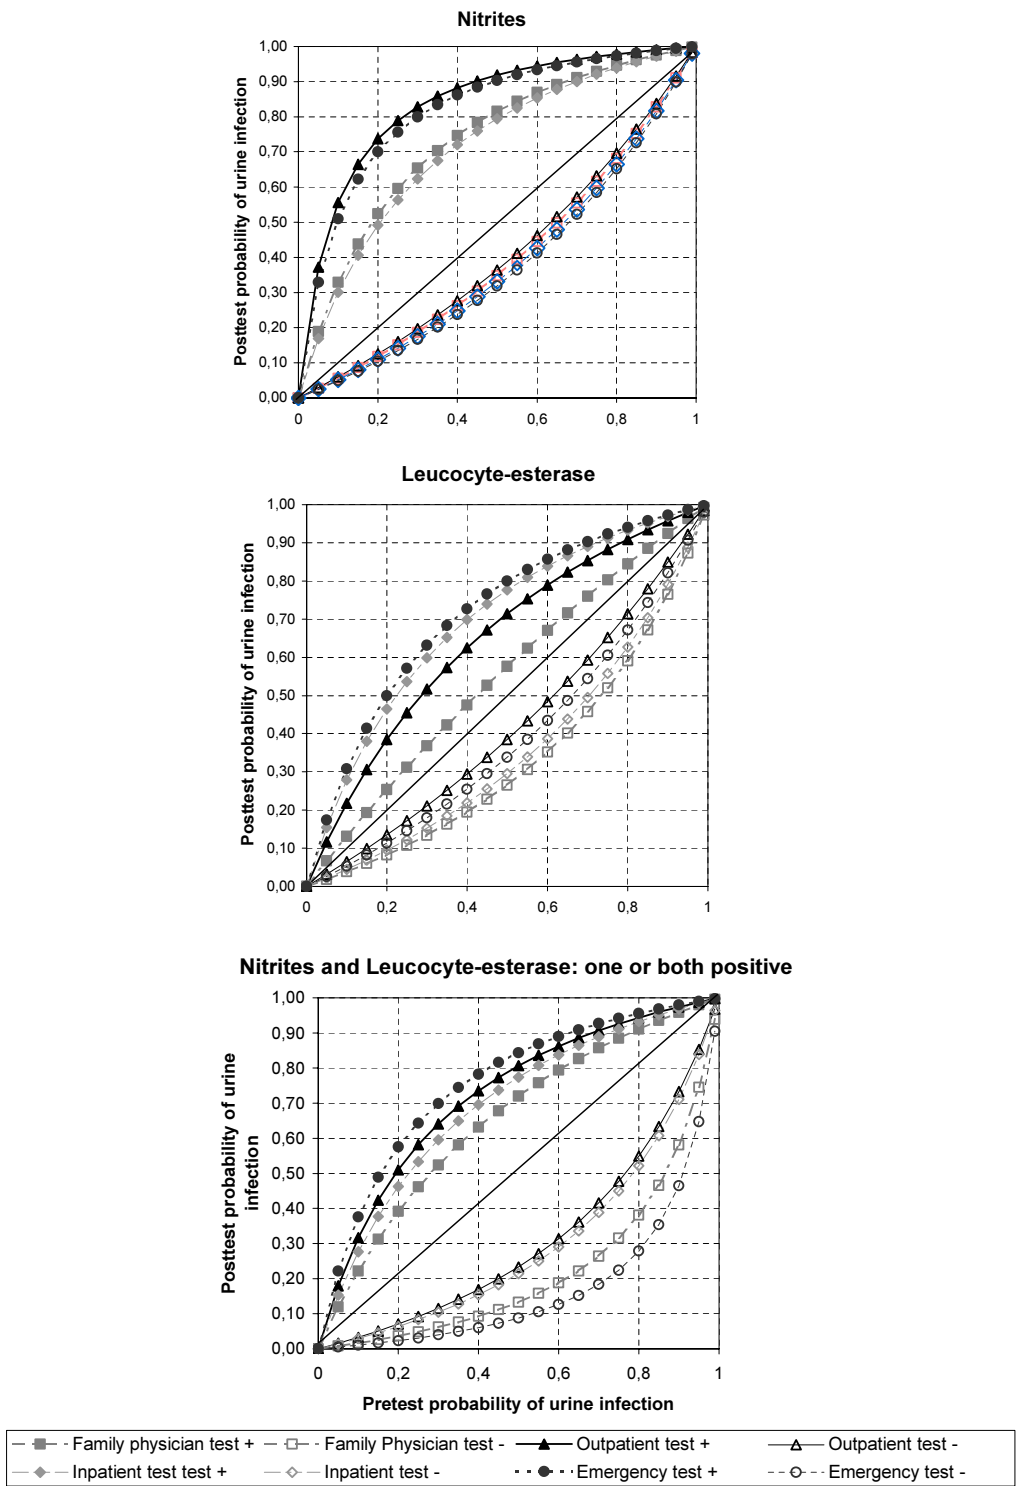 Nitrites
Posttest probability of urine infection
1,00
0,90
0,80
0,70
0,60
0,50
0,40
0,30
0,20
0,10
0,00
0 0,2 0,4 0,6 0,8 1
Leucocyte-esterase
Posttest probability of urine infection
1,00
0,90
0,80
0,70
0,60
0,50
0,40
0,30
0,20
0,10
0,00
0 0,2 0,4 0,6 0,8 1
Nitrites and Leucocyte-esterase: one or both positive
Posttest probability of urine
infection
1,00
0,90
0,80
0,70
0,60
0,50
0,40
0,30
0,20
0,10
0,00
0 0,2 0,4 0,6 0,8 1
Pretest probability of urine infection
Family physician test + Family Physician test - Outpatient test + Outpatient test -
Inpatient test test + Inpatient test - Emergency test + Emergency test -